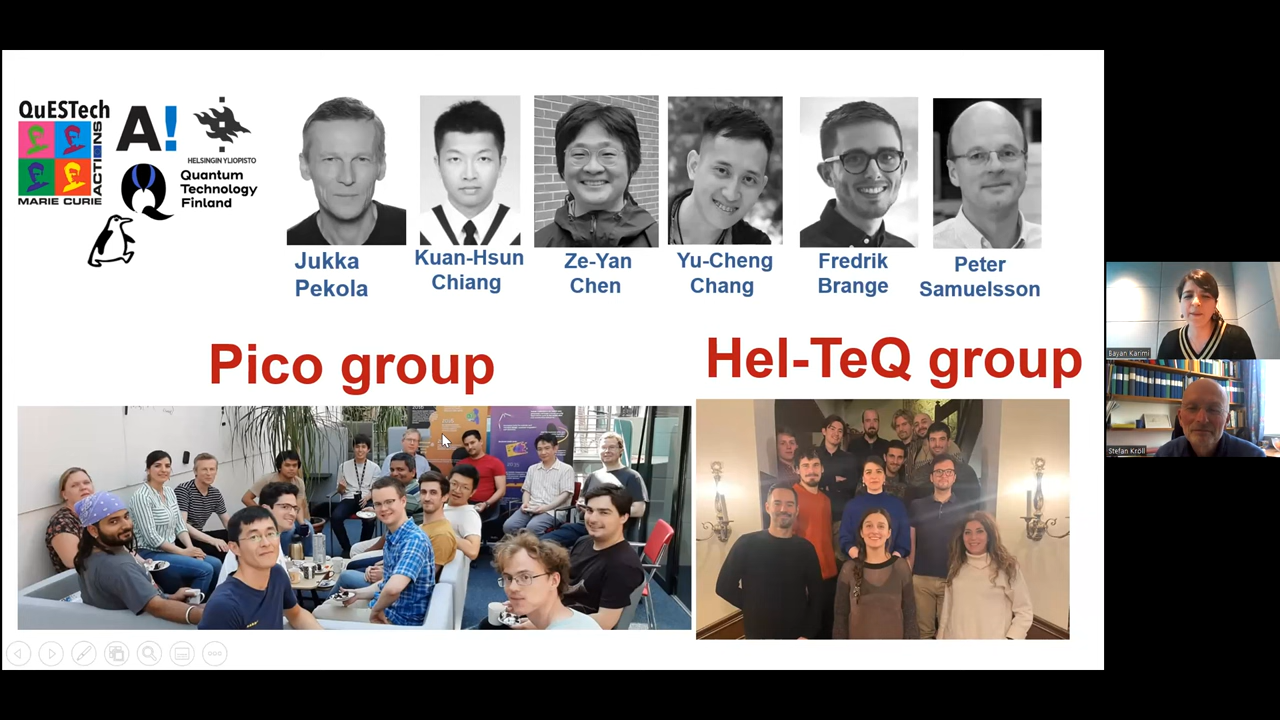 QuESTech
ACTIONS
MARIE CURIE
A!
HELSINGIN YLIOPISTO
Q
Quantum
Technology
Finland
Jukka
Pekola
Kuan-Hsun
Chiang
Ze-Yan
Chen
Yu-Cheng
Chang
Fredrik
Brange
Peter
Samuelsson
Pico group
Hel-TeQ group
Bayan Karimi
Stefan Kröll